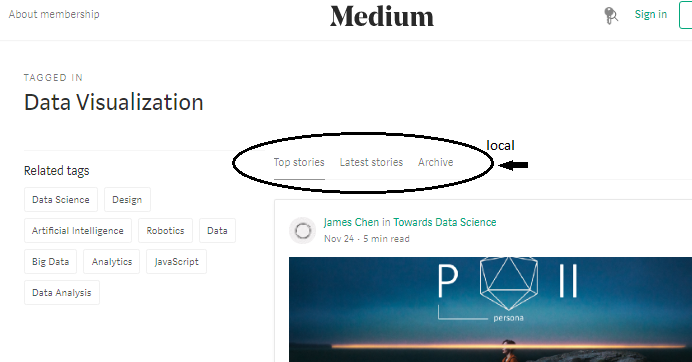 About membership
Medium
Sign in
TAGGED IN
Data Visualization
local
Top stories Latest stories Archive
Related tags
Data Science Design
Artificial Intelligence Robotics Data
Big Data Analytics JavaScript
Data Analysis
James Chen in Towards Data Science
Nov 24 · 5 min read
P II
persona